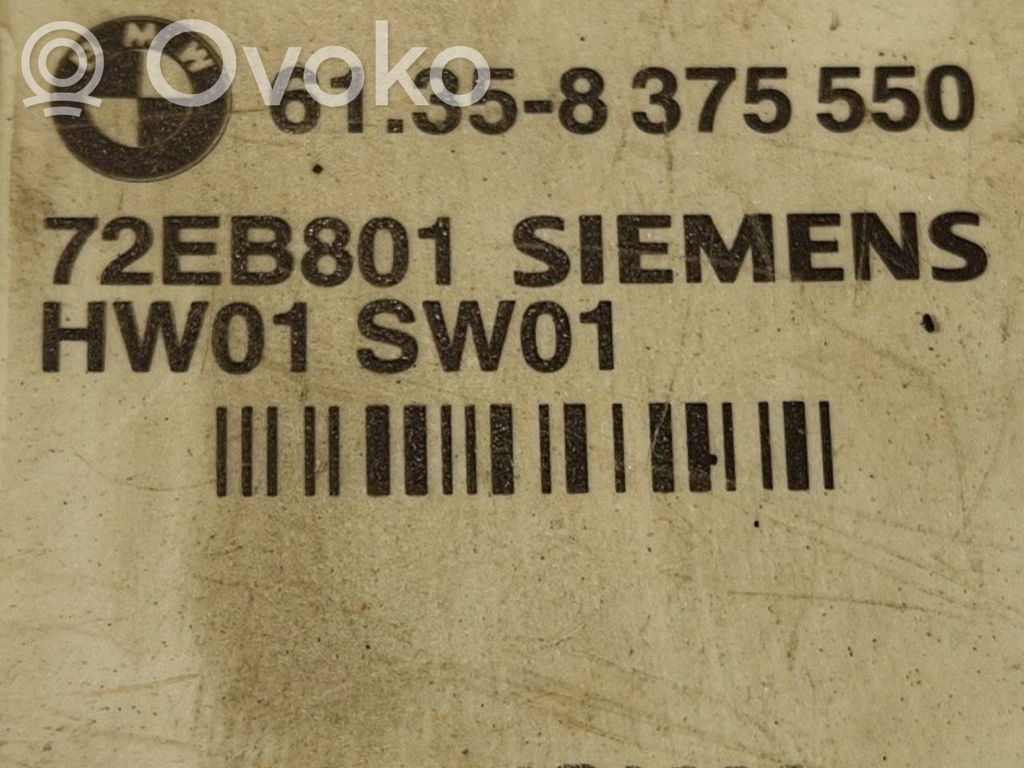 BMW
Ovoko
61.35-8 375 550
72EB801 SIEMENS
HW01 SW01